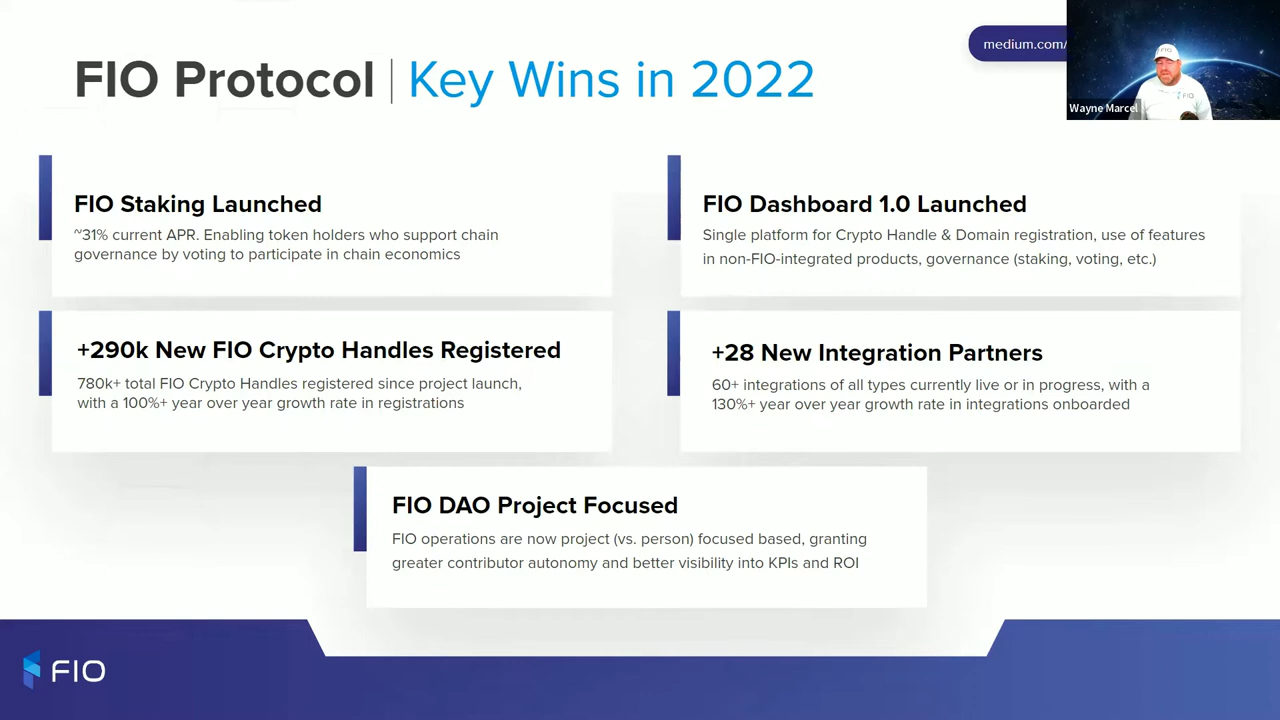 FIO Protocol | Key Wins in 2022
medium.com/
Wayne Marcel
FIO
FIO
FIO Staking Launched
~31% current APR. Enabling token holders who support chain
governance by voting to participate in chain economics
FIO Dashboard 1.0 Launched
Single platform for Crypto Handle & Domain registration, use of features
in non-FIO-integrated products, governance (staking, voting, etc.)
+290k New FIO Crypto Handles Registered
780k+ total FIO Crypto Handles registered since project launch,
with a 100%+ year over year growth rate in registrations
+28 New Integration Partners
60+ integrations of all types currently live or in progress, with a
130%+ year over year growth rate in integrations onboarded
FIO DAO Project Focused
FIO operations are now project (vs. person) focused based, granting
greater contributor autonomy and better visibility into KPIs and ROI
FIO